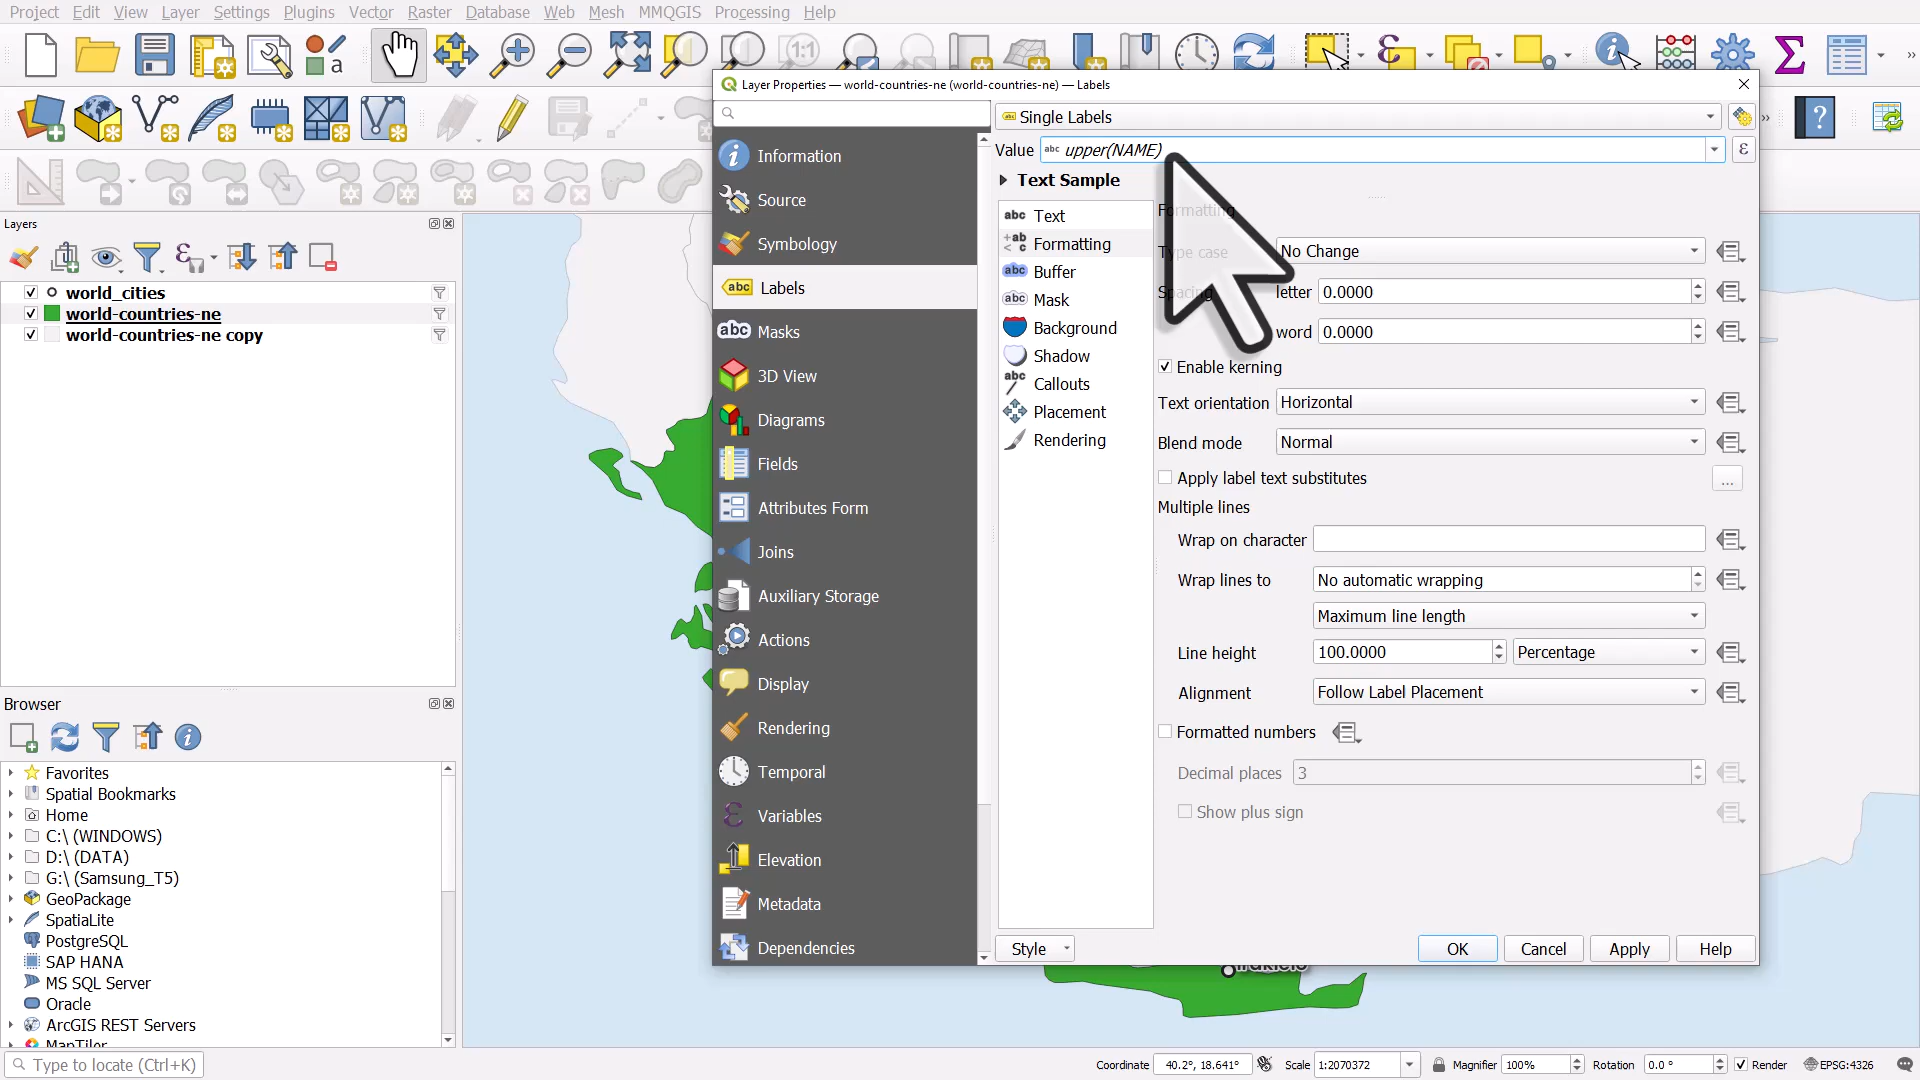 Project Edit View Layer Settings Plugins Vector Raster Database Web Mesh MMQGIS Processing Help
Layer Properties — world-countries-ne (world-countries-ne) — Labels
Single Labels
Value abc upper(NAME)
Text Sample
Information
Source
Symbology
Labels
Masks
3D View
Diagrams
Fields
Attributes Form
Joins
Auxiliary Storage
Actions
Display
Rendering
Temporal
Variables
Elevation
Metadata
Dependencies
Text
Formatting
Buffer
Mask
Background
Shadow
Callouts
Placement
Rendering
Formatting
Type case No Change
Spacing letter 0.0000
word 0.0000
Enable kerning
Text orientation Horizontal
Blend mode Normal
Apply label text substitutes ...
Multiple lines
Wrap on character
Wrap lines to No automatic wrapping
Maximum line length
Line height 100.0000 Percentage
Alignment Follow Label Placement
Formatted numbers
Decimal places 3
Show plus sign
Style OK Cancel Apply Help
Layers
world_cities
world-countries-ne
world-countries-ne copy
Browser
Favorites
Spatial Bookmarks
Home
C:\ (WINDOWS)
D:\ (DATA)
G:\ (Samsung_T5)
GeoPackage
SpatiaLite
PostgreSQL
SAP HANA
MS SQL Server
Oracle
ArcGIS REST Servers
MapTiler
Type to locate (Ctrl+K)
Coordinate 40.2°, 18.641° Scale 1:2070372 Magnifier 100% Rotation 0.0 ° Render EPSG:4326